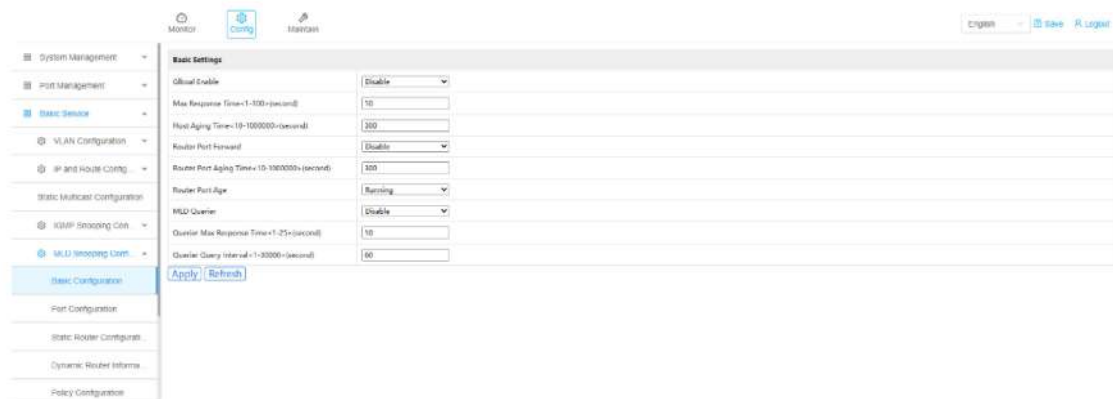 Monitor
Config
Maintain
English
Save
Logout
System Management
Port Management
Basic Service
VLAN Configuration
IP and Route Config...
Static Multicast Configuration
IGMP Snooping Con...
MLD Snooping Confi...
Basic Configuration
Port Configuration
Static Router Configurati...
Dynamic Router Informa...
Policy Configuration
Basic Settings
Global Enable Disable
Max Response Time<1-100>(second) 10
Host Aging Time<10-1000000>(second) 300
Router Port Forward Disable
Router Port Aging Time<10-1000000>(second) 300
Router Port Age Running
MLD Querier Disable
Querier Max Response Time<1-25>(second) 10
Querier Query Interval<1-30000>(second) 60
Apply Refresh